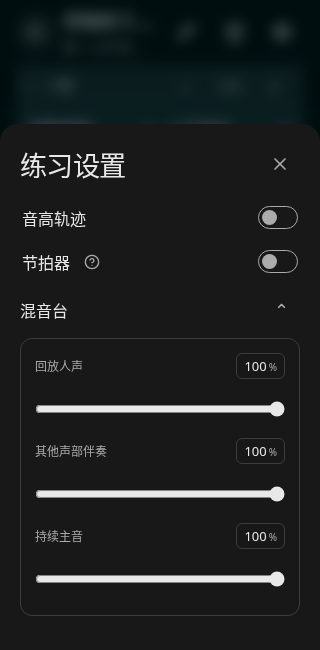 练习设置
音高轨迹
节拍器
混音台
回放人声
100 %
其他声部伴奏
100 %
持续主音
100 %